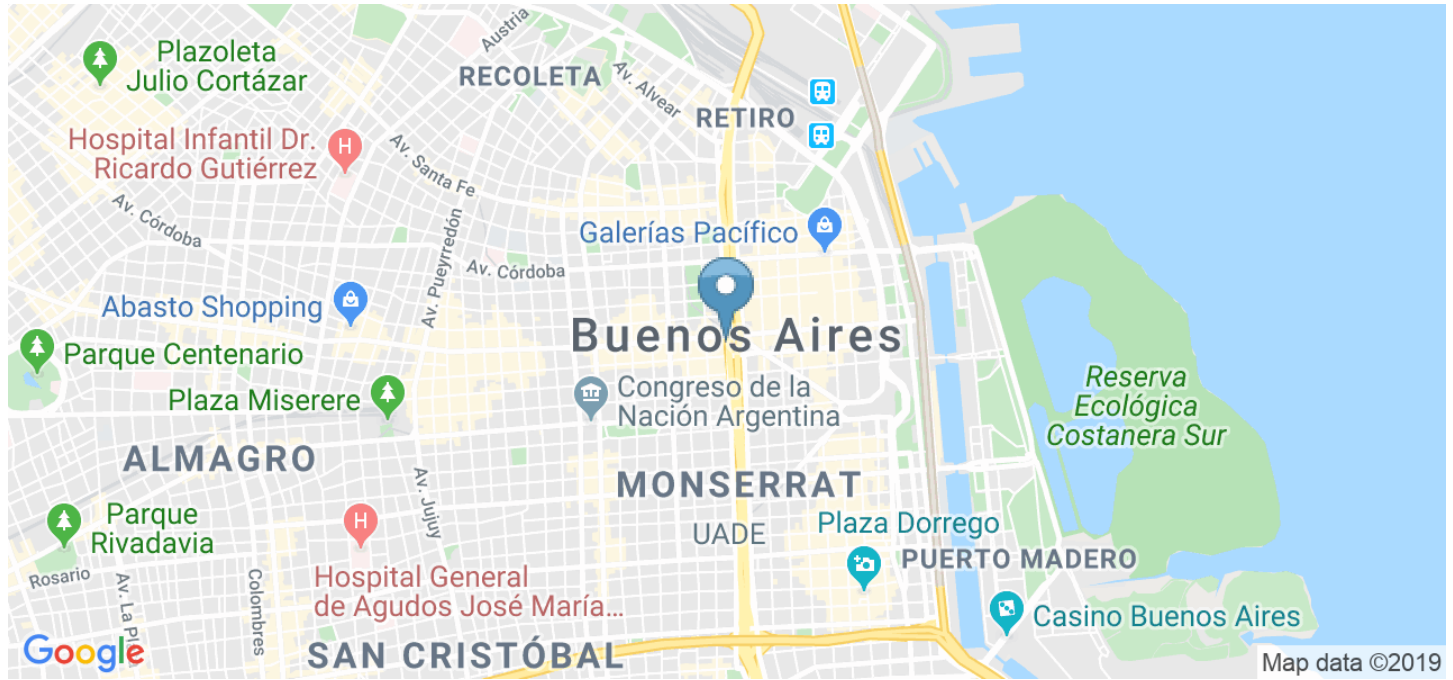 Austria
Plazoleta
Julio Cortázar
RECOLETA
Av. Alvear
RETIRO
Hospital Infantil Dr.
Ricardo Gutiérrez
Av. Santa Fe
Av. Córdoba
Av. Pueyrredón
Galerías Pacífico
Av. Córdoba
Abasto Shopping
Buenos Aires
Parque Centenario
Plaza Miserere
Congreso de la
Nación Argentina
Reserva
Ecológica
Costanera Sur
ALMAGRO
MONSERRAT
Av. Jujuy
Parque
Rivadavia
UADE
Plaza Dorrego
PUERTO MADERO
Rosario
Av. La Pl
Colombres
Hospital General
de Agudos José María...
Casino Buenos Aires
SAN CRISTÓBAL
Google
Map data ©2019